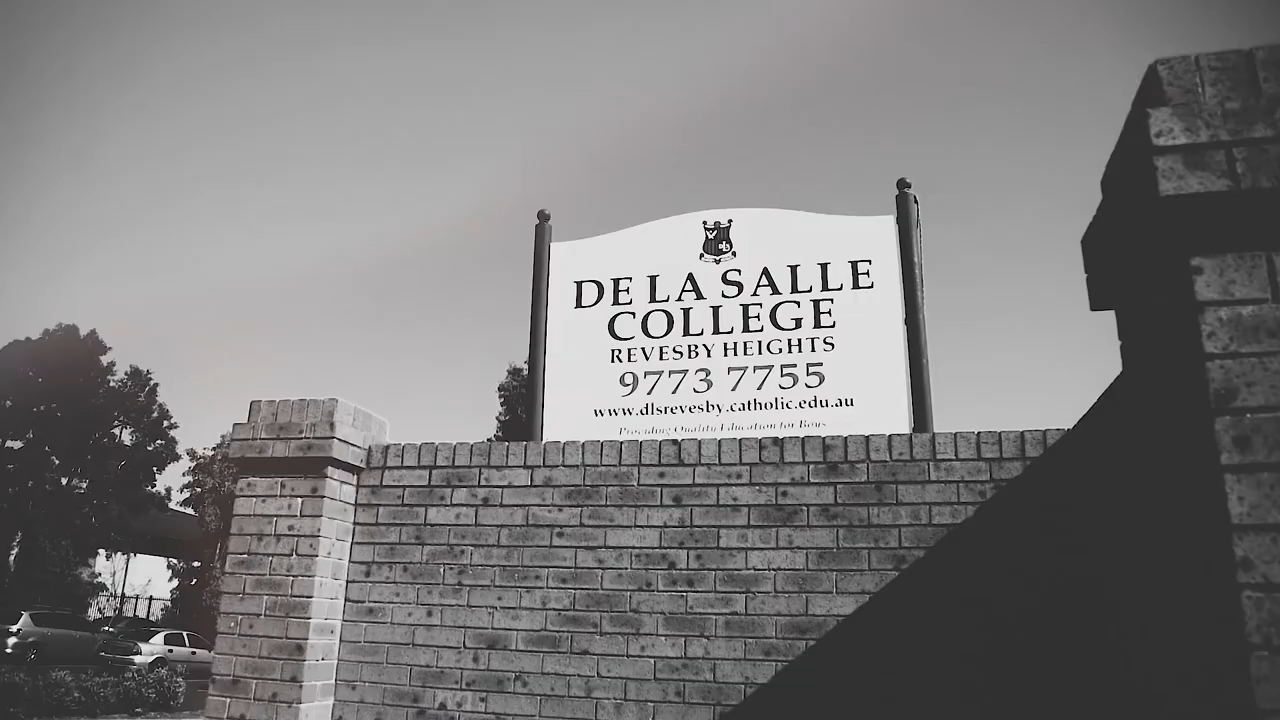 DE LA SALLE
COLLEGE
REVESBY HEIGHTS
9773 7755
www.dlsrevesby.catholic.edu.au
Providing Quality Education for Boys